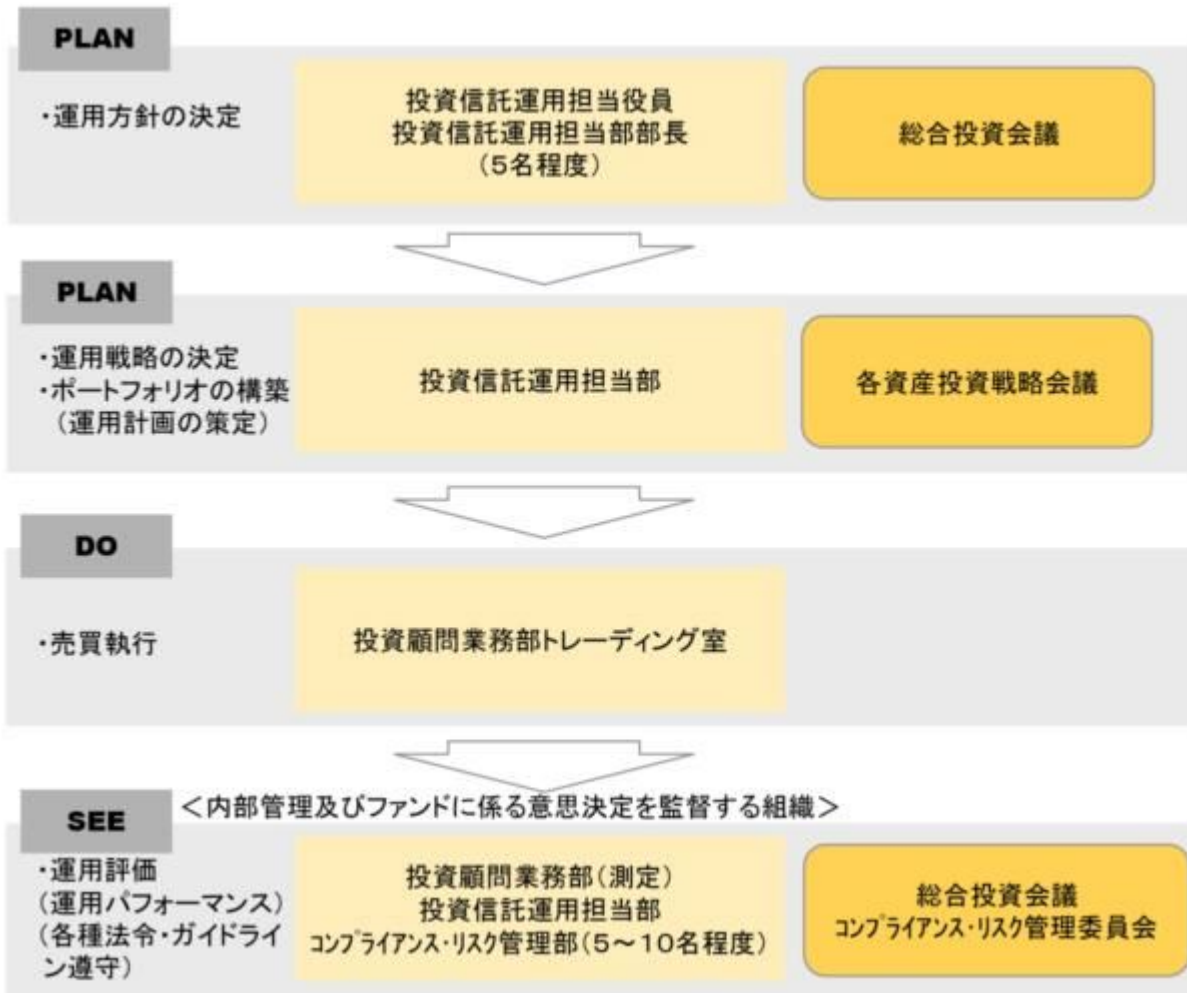 PLAN
・運用方針の決定
投資信託運用担当役員
投資信託運用担当部部長
(5名程度)
総合投資会議
PLAN
・運用戦略の決定
・ポートフォリオの構築
(運用計画の策定)
投資信託運用担当部
各資産投資戦略会議
DO
・売買執行
投資顧問業務部トレーディング室
SEE
＜内部管理及びファンドに係る意思決定を監督する組織＞
・運用評価
(運用パフォーマンス)
(各種法令・ガイドライ
ン遵守)
投資顧問業務部(測定)
投資信託運用担当部
コンプライアンス・リスク管理部(5～10名程度)
総合投資会議
コンプライアンス・リスク管理委員会